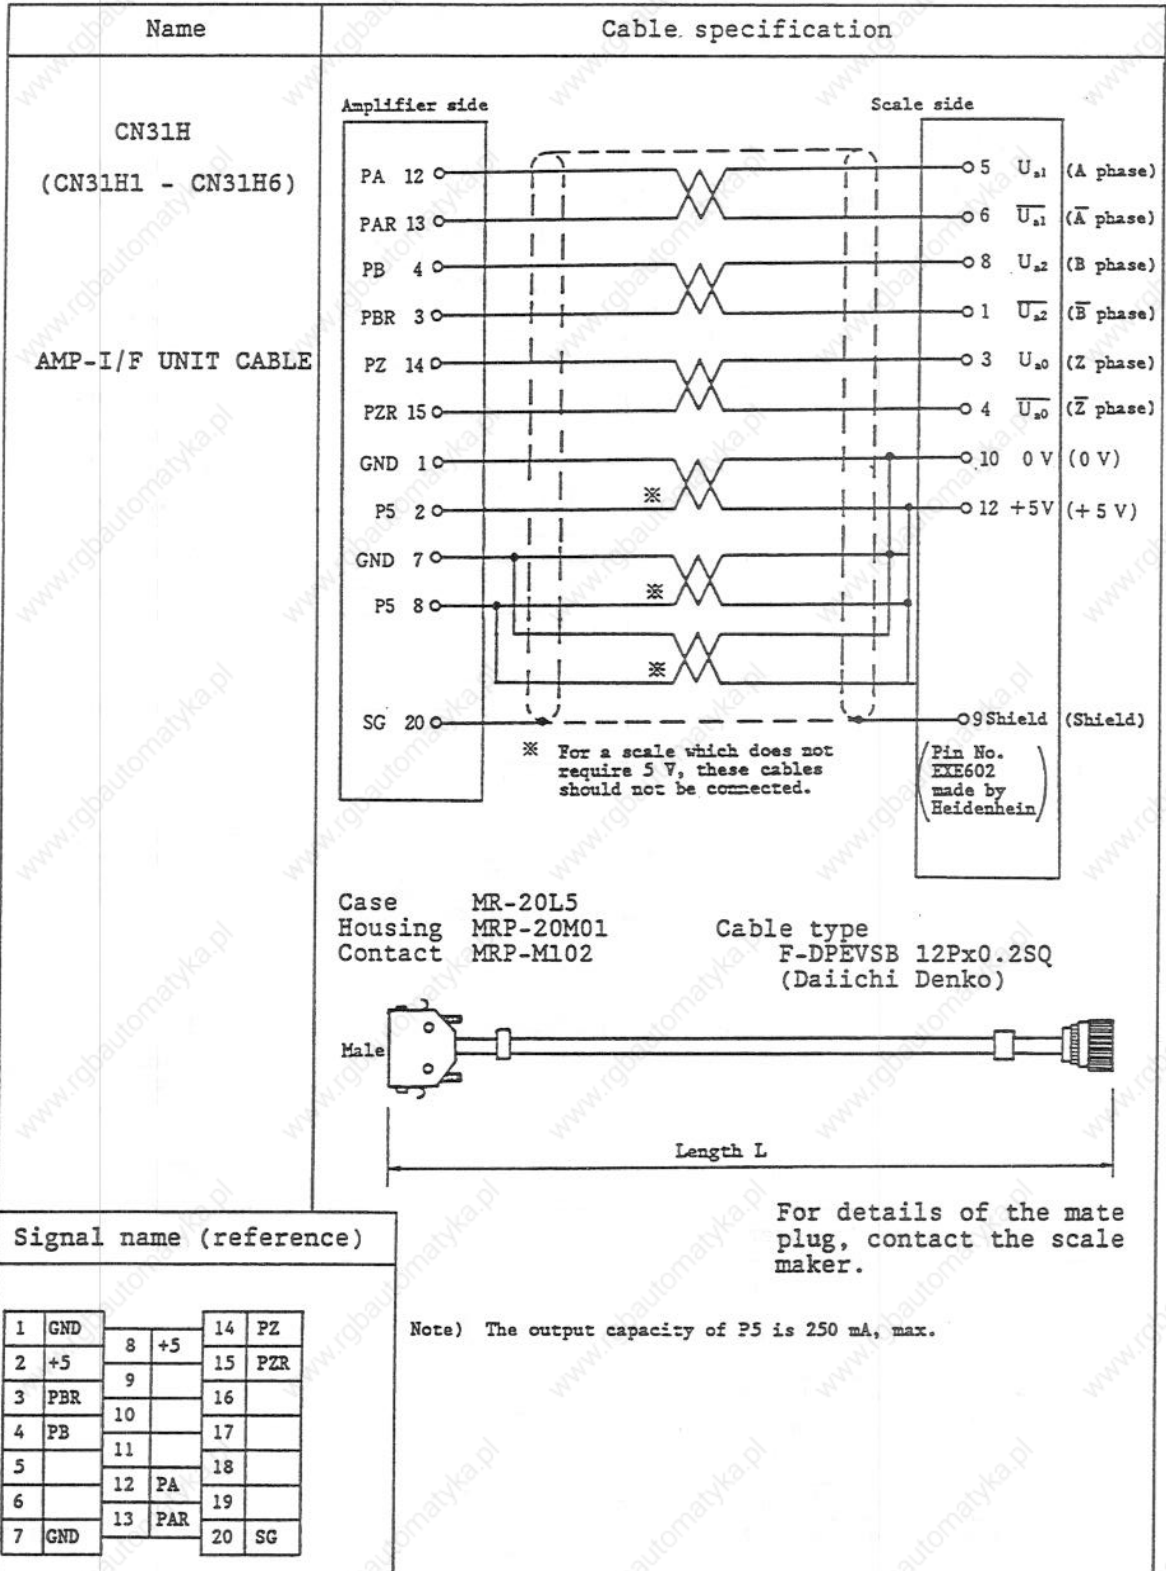 Name Cable specification
CN31H
(CN31H1 - CN31H6)
AMP-I/F UNIT CABLE
Amplifier side Scale side
PA 12 5 Ua1 (A phase)
PAR 13 6 U̅a1̅ (A̅ phase)
PB 4 8 Ua2 (B phase)
PBR 3 1 U̅a2̅ (B̅ phase)
PZ 14 3 Ua0 (Z phase)
PZR 15 4 U̅a0̅ (Z̅ phase)
GND 1 10 0 V (0 V)
※
P5 2 12 +5V (+5 V)
GND 7
※
P5 8
※
SG 20 9 Shield (Shield)
※ For a scale which does not
require 5 V, these cables
should not be connected.
(Pin No.
EXE602
made by
Heidenhein)
Case MR-20L5
Housing MRP-20M01
Contact MRP-M102
Cable type
F-DPEVSB 12Px0.2SQ
(Daiichi Denko)
Male
Length L
For details of the mate
plug, contact the scale
maker.
Signal name (reference)
Note) The output capacity of P5 is 250 mA, max.
1 GND 14 PZ
8 +5
2 +5 15 PZR
9
3 PBR 16
10
4 PB 17
11
5 18
12 PA
6 19
13 PAR
7 GND 20 SG
www.rgbautomatyka.pl